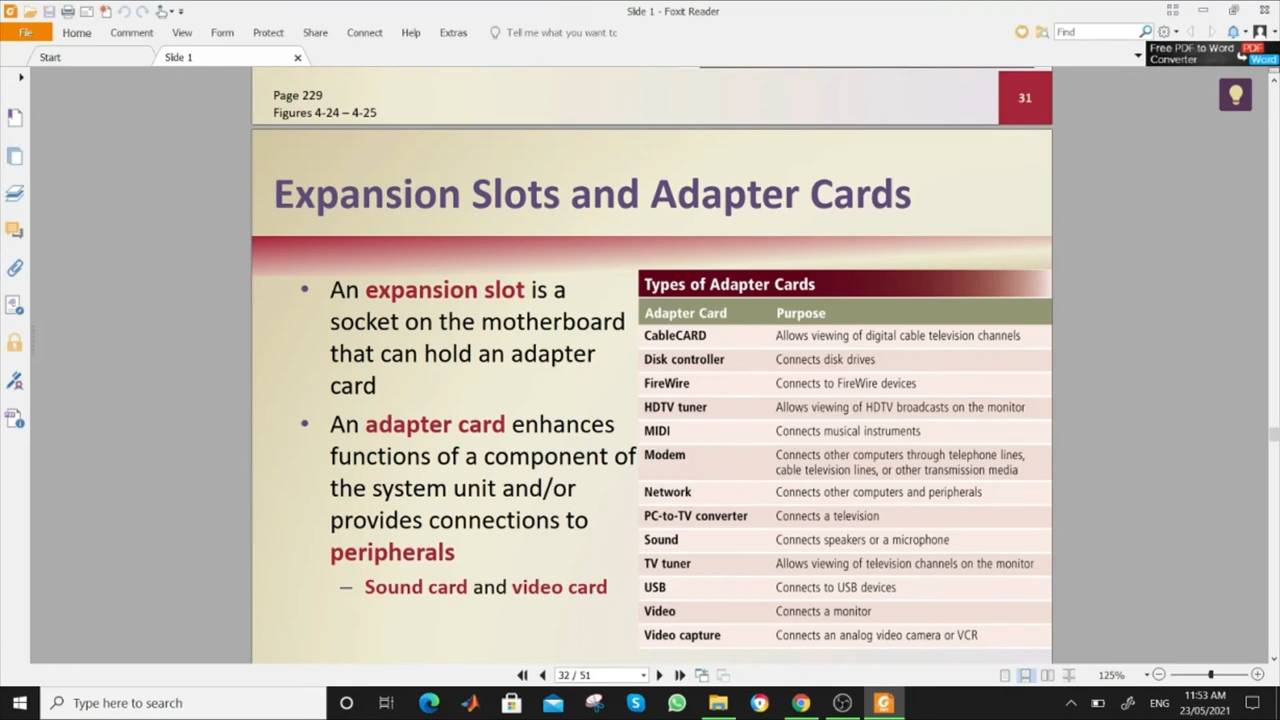 Slide 1 - Foxit Reader
File Home Comment View Form Protect Share Connect Help Extras Tell me what you want to Find
Start Slide 1
Free PDF to Word PDF
Converter Word
Page 229
Figures 4-24 – 4-25
31
Expansion Slots and Adapter Cards
• An expansion slot is a
socket on the motherboard
that can hold an adapter
card
• An adapter card enhances
functions of a component of
the system unit and/or
provides connections to
peripherals
– Sound card and video card
Types of Adapter Cards
Adapter Card Purpose
CableCARD Allows viewing of digital cable television channels
Disk controller Connects disk drives
FireWire Connects to FireWire devices
HDTV tuner Allows viewing of HDTV broadcasts on the monitor
MIDI Connects musical instruments
Modem Connects other computers through telephone lines,
cable television lines, or other transmission media
Network Connects other computers and peripherals
PC-to-TV converter Connects a television
Sound Connects speakers or a microphone
TV tuner Allows viewing of television channels on the monitor
USB Connects to USB devices
Video Connects a monitor
Video capture Connects an analog video camera or VCR
32 / 51
125%
Type here to search
ENG
11:53 AM
23/05/2021